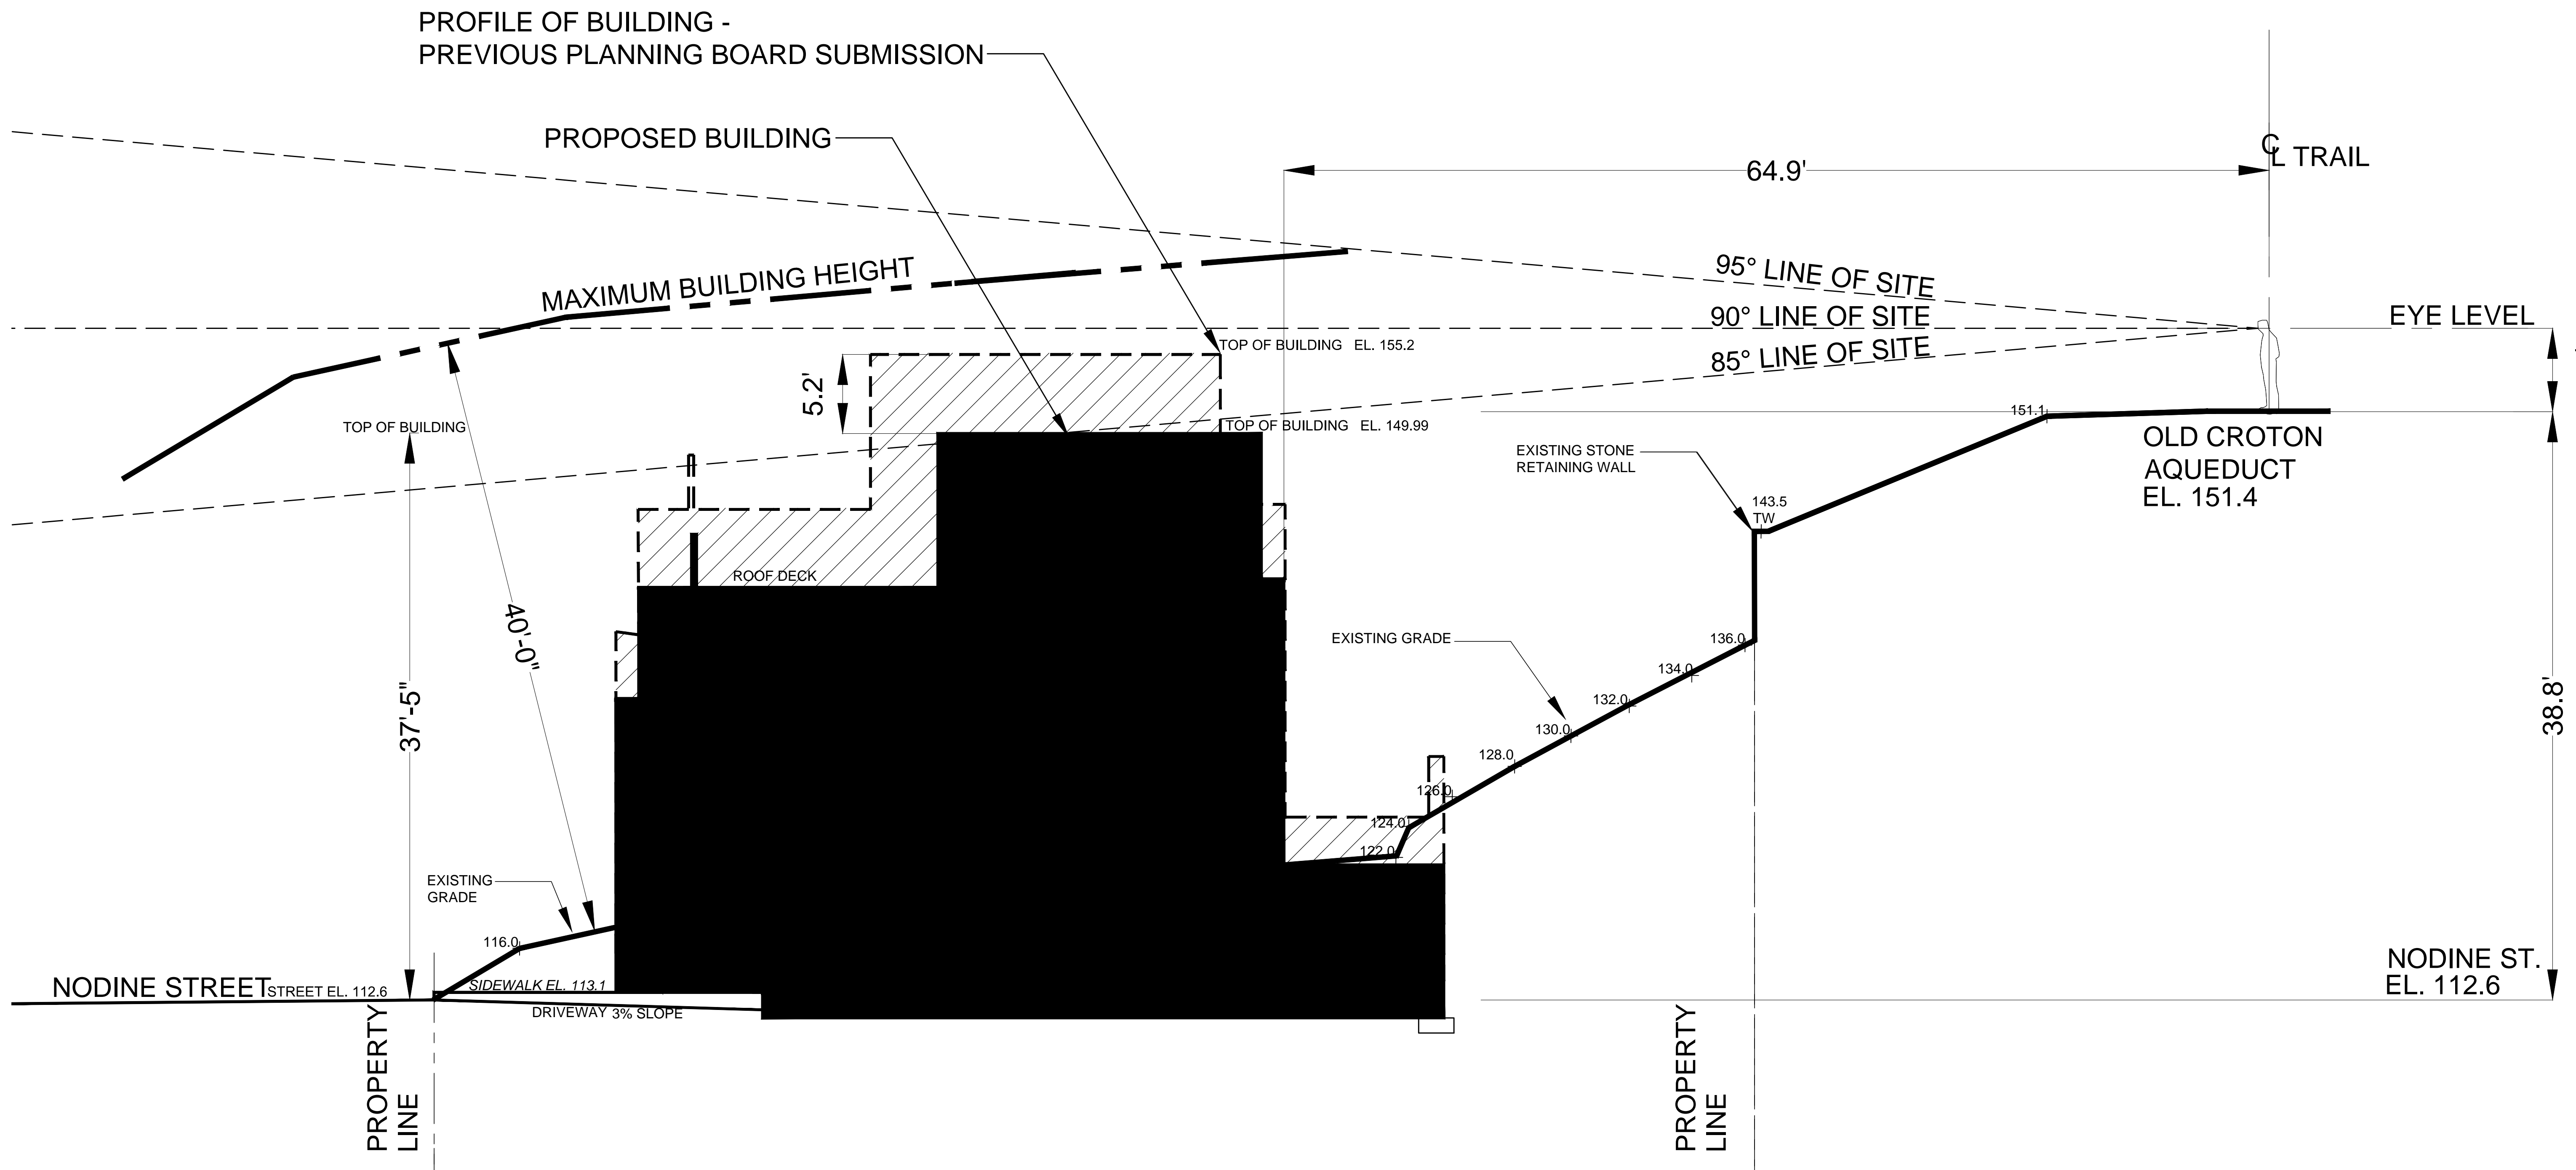 PROFILE OF BUILDING -
PREVIOUS PLANNING BOARD SUBMISSION
PROPOSED BUILDING
64.9'
CL TRAIL
MAXIMUM BUILDING HEIGHT
95° LINE OF SITE
90° LINE OF SITE
85° LINE OF SITE
EYE LEVEL
TOP OF BUILDING EL. 155.2
5.2'
TOP OF BUILDING
TOP OF BUILDING EL. 149.99
151.1
OLD CROTON
AQUEDUCT
EL. 151.4
EXISTING STONE
RETAINING WALL
143.5
TW
ROOF DECK
40'-0"
37'-5"
EXISTING GRADE
136.0
134.0
132.0
130.0
128.0
126.0
124.0
122.0
38.8'
EXISTING
GRADE
116.0
NODINE STREET
STREET EL. 112.6
SIDEWALK EL. 113.1
DRIVEWAY 3% SLOPE
NODINE ST.
EL. 112.6
PROPERTY
LINE
PROPERTY
LINE